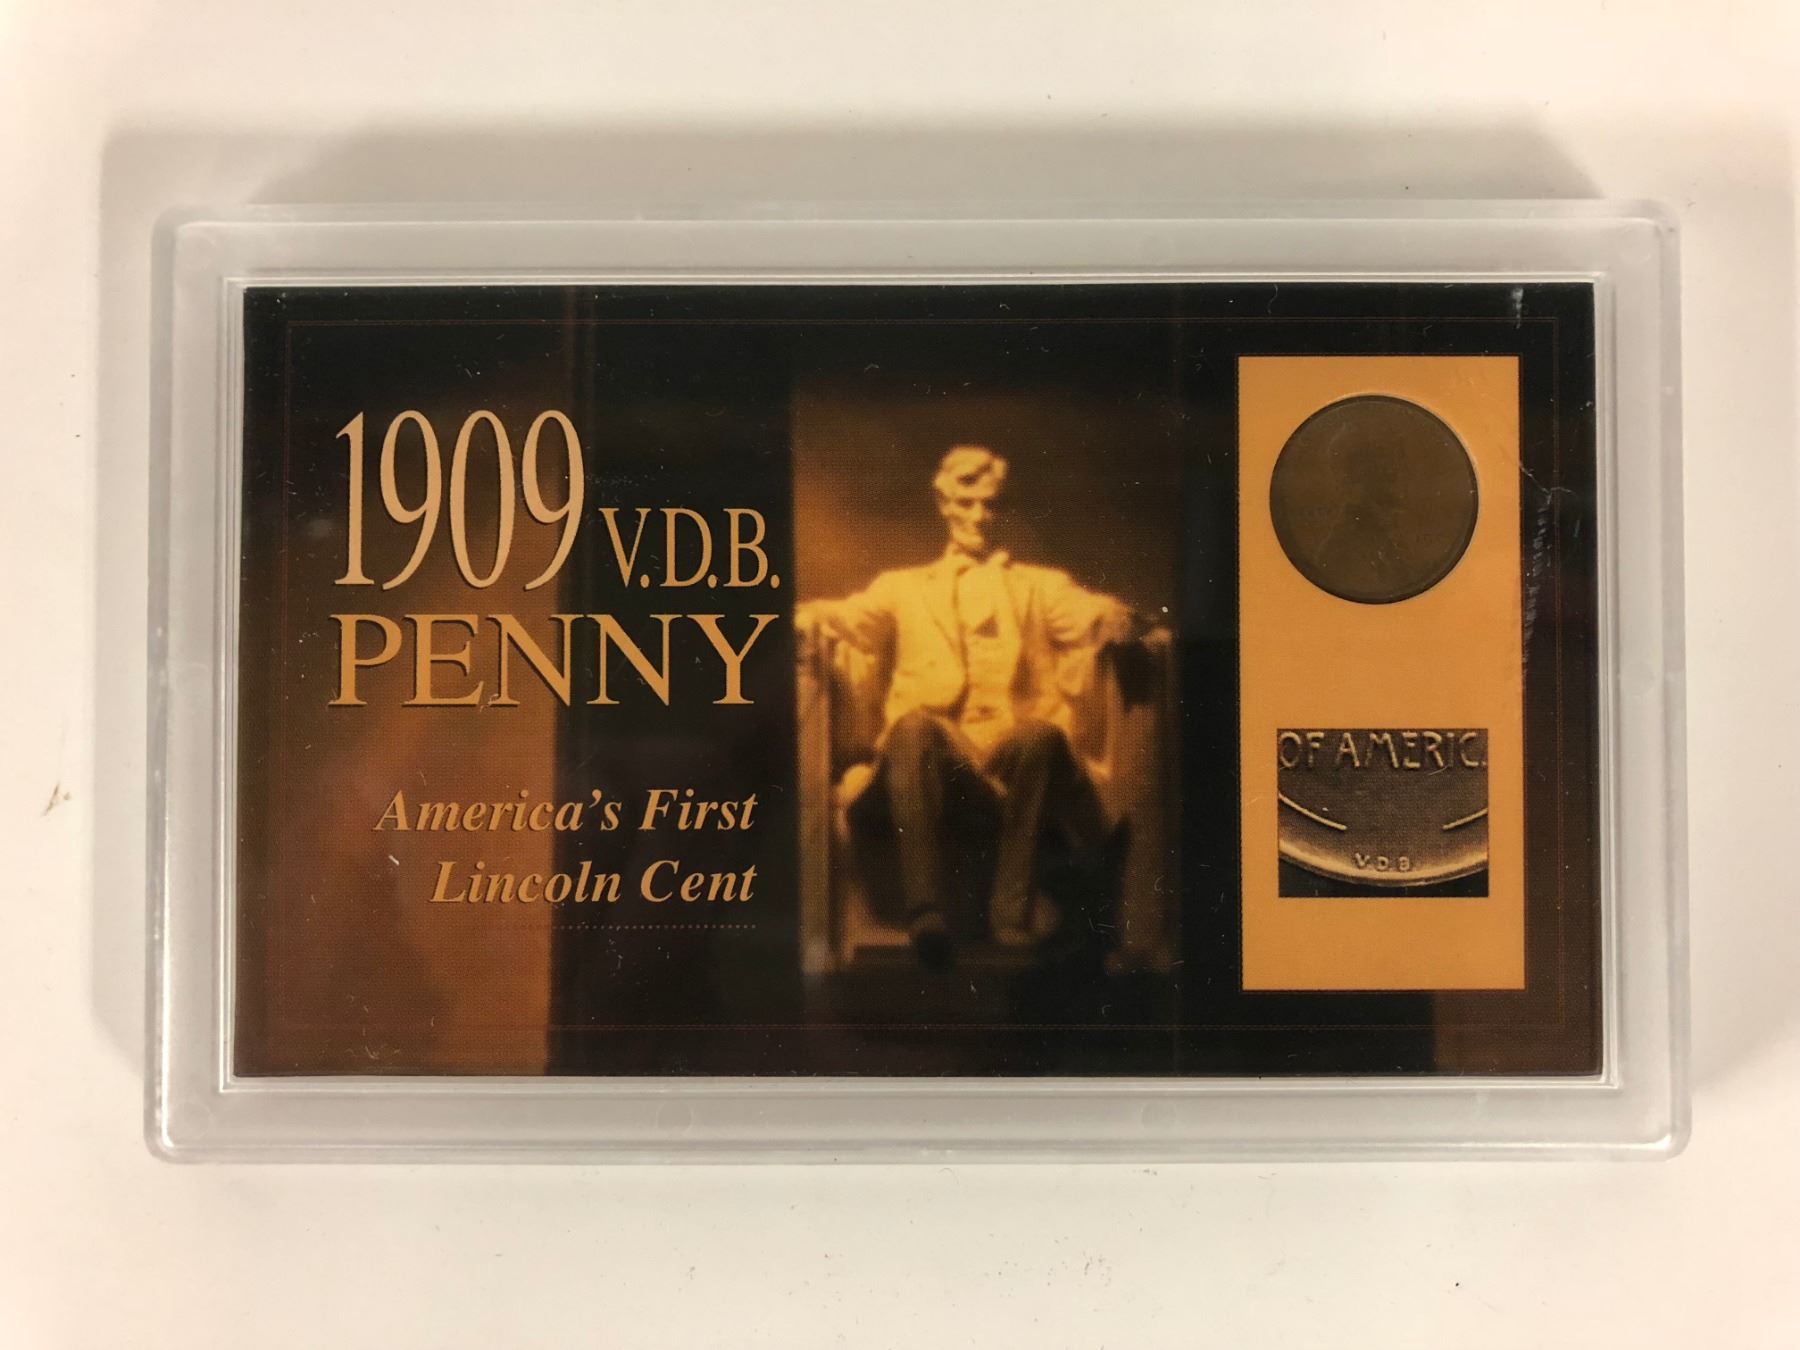 1909 V.D.B.
PENNY
America's First
Lincoln Cent
OF AMERIC
V.D.B.